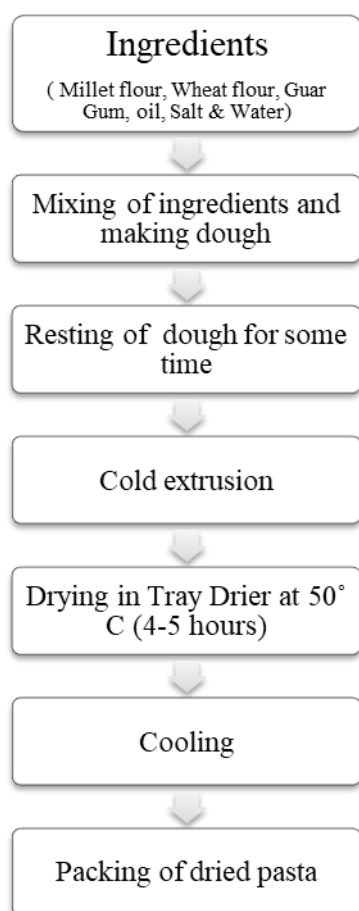 Ingredients
( Millet flour, Wheat flour, Guar
Gum, oil, Salt & Water)
Mixing of ingredients and
making dough
Resting of dough for some
time
Cold extrusion
Drying in Tray Drier at 50˚
C (4-5 hours)
Cooling
Packing of dried pasta